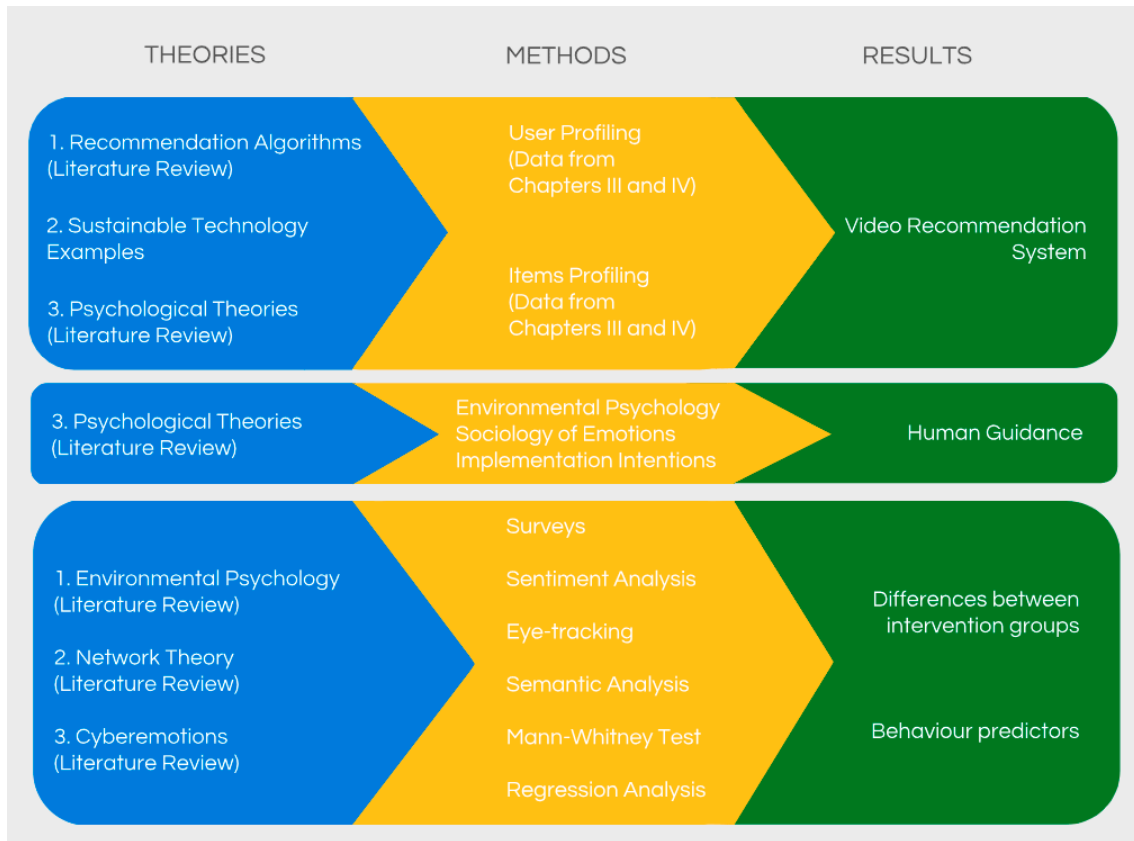 THEORIES
METHODS
RESULTS
1. Recommendation Algorithms
(Literature Review)
2. Sustainable Technology
Examples
3. Psychological Theories
(Literature Review)
User Profiling
(Data from
Chapters III and IV)
Items Profiling
(Data from
Chapters III and IV)
Video Recommendation
System
3. Psychological Theories
(Literature Review)
Environmental Psychology
Sociology of Emotions
Implementation Intentions
Human Guidance
1. Environmental Psychology
(Literature Review)
2. Network Theory
(Literature Review)
3. Cyberemotions
(Literature Review)
Surveys
Sentiment Analysis
Eye-tracking
Semantic Analysis
Mann-Whitney Test
Regression Analysis
Differences between
intervention groups
Behaviour predictors